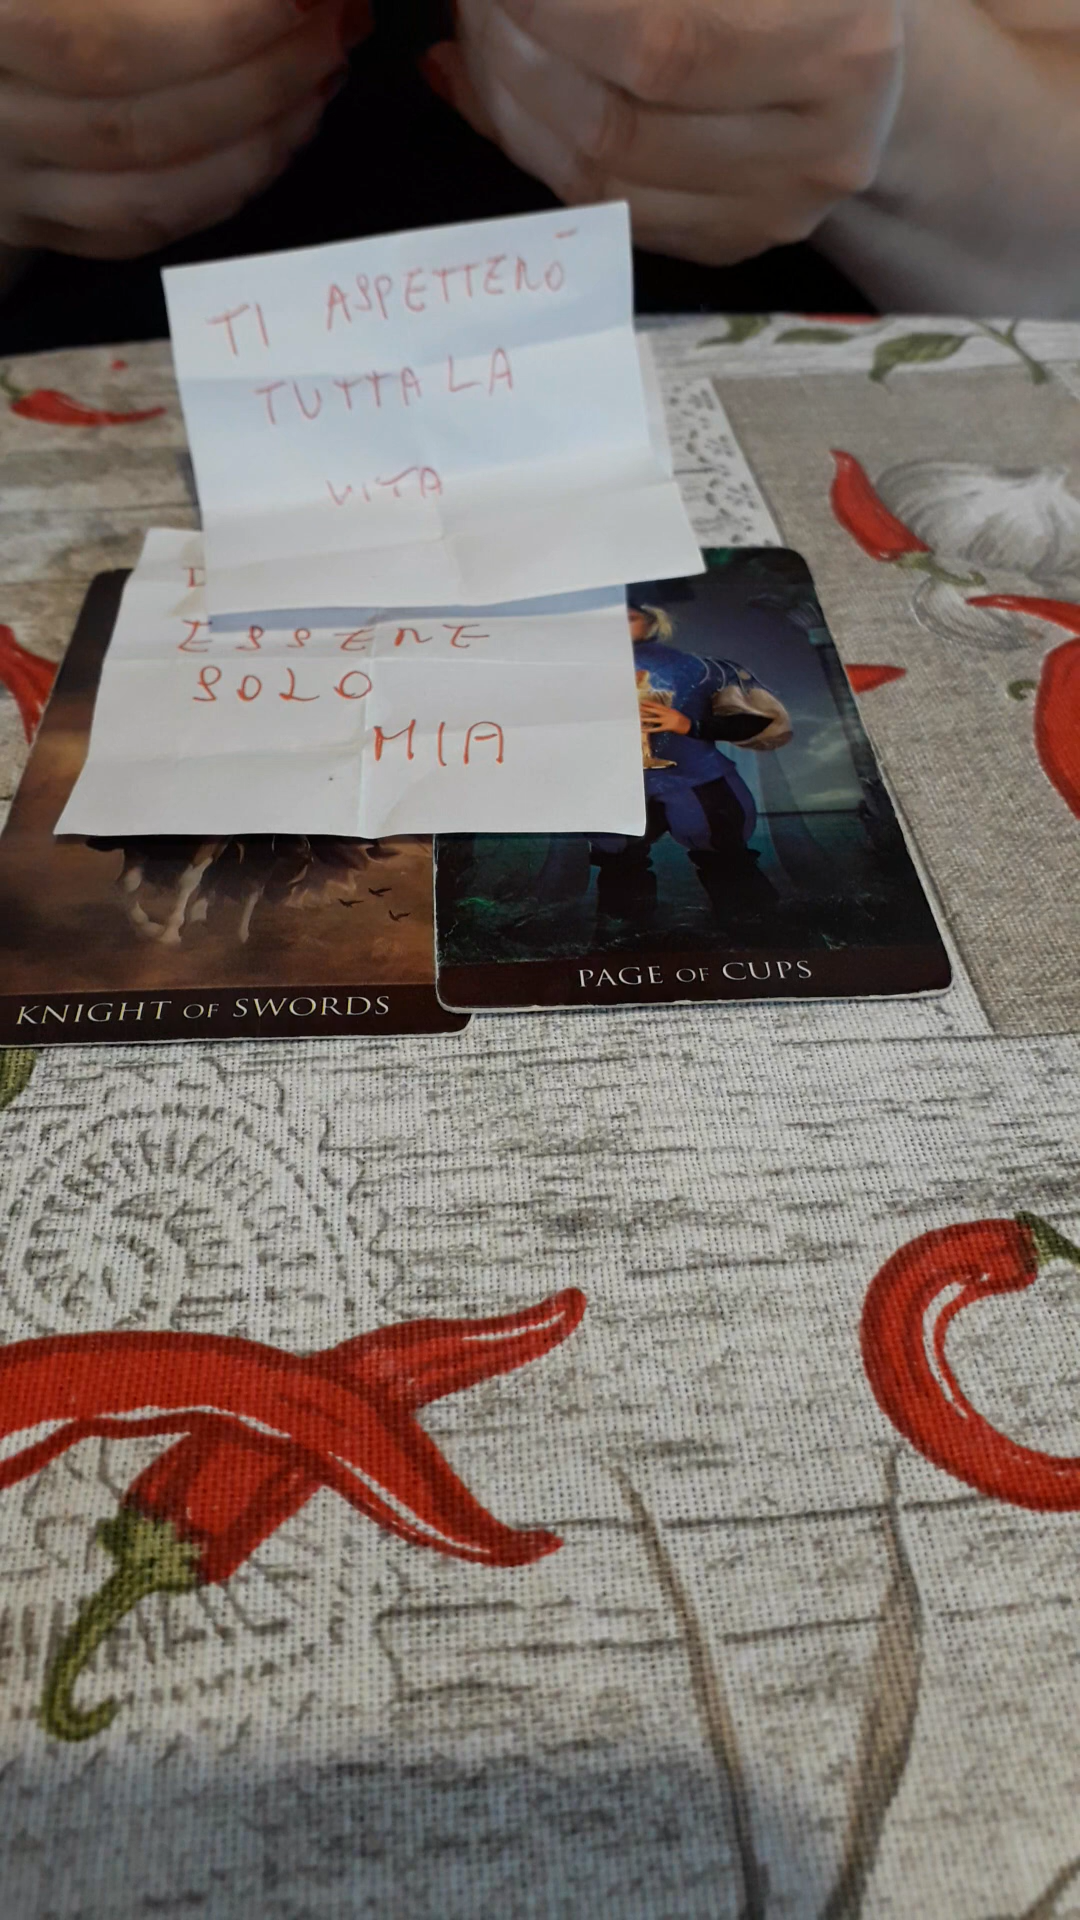 TI ASPETTERÒ
TUTTA LA
VITA
ESSERE
SOLO
MIA
KNIGHT OF SWORDS
PAGE OF CUPS